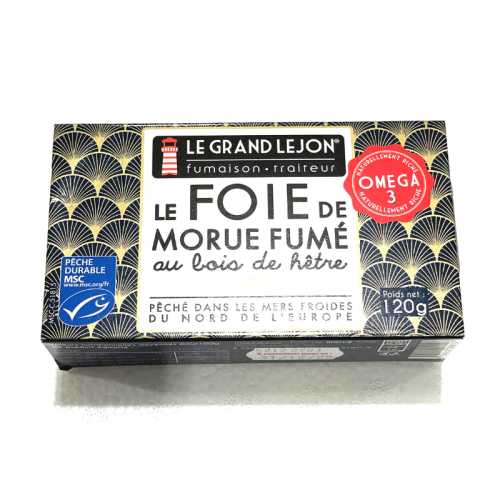 LE GRAND LEJON®
fumaison - traiteur
LE FOIE DE
MORUE FUMÉ
au bois de hêtre
PÊCHÉ DANS LES MERS FROIDES
DU NORD DE L'EUROPE
NATURELLEMENT RICHE
OMEGA
3
NATURELLEMENT RICHE
Poids net :
120g
PÊCHE
DURABLE
MSC
www.msc.org/fr